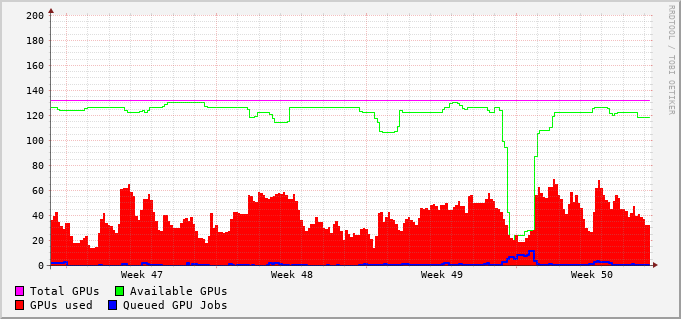 200
180
160
140
120
100
80
60
40
20
0
Week 47 Week 48 Week 49 Week 50
Total GPUs Available GPUs
GPUs used Queued GPU Jobs
RRDTOOL / TOBI OETIKER